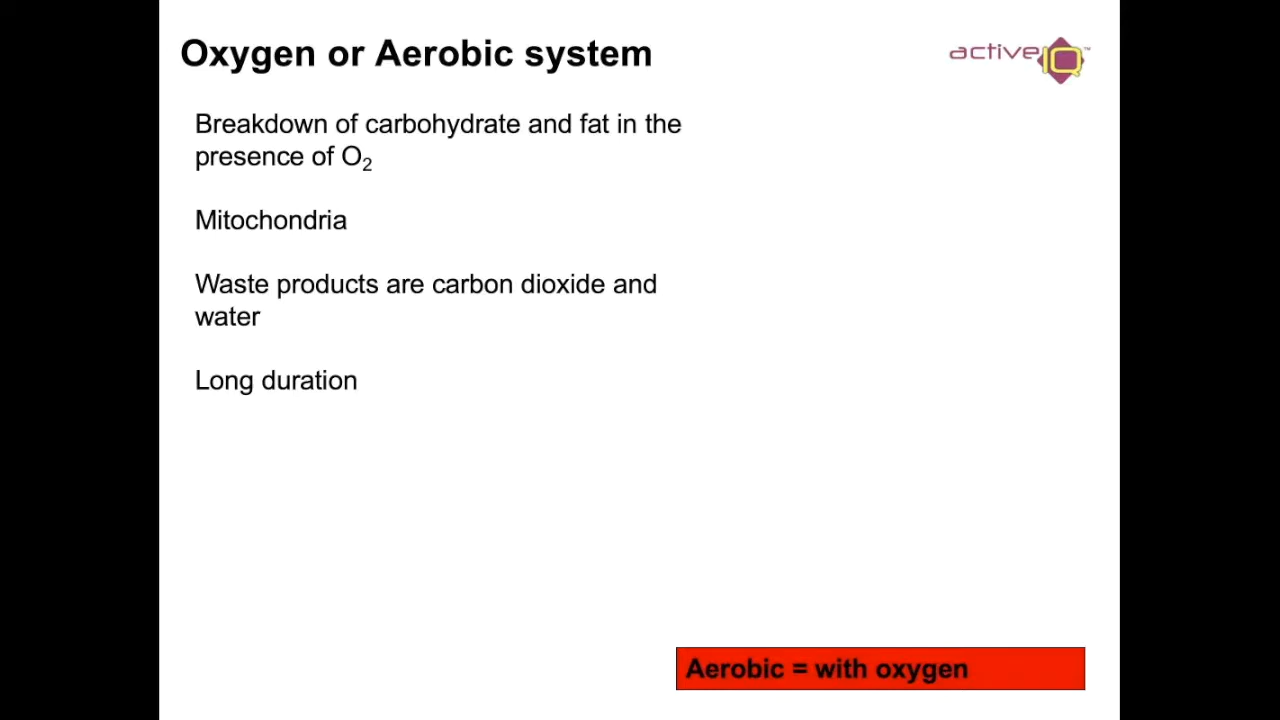 Oxygen or Aerobic system
active IQ™
Breakdown of carbohydrate and fat in the
presence of O₂
Mitochondria
Waste products are carbon dioxide and
water
Long duration
Aerobic = with oxygen